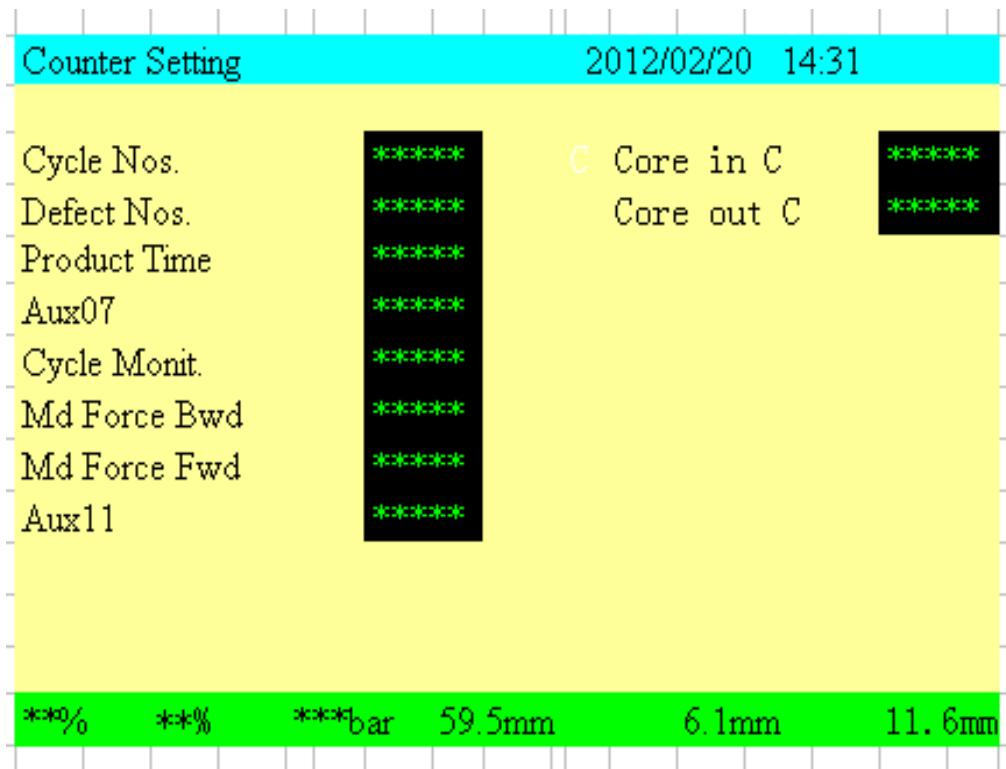 Counter Setting 2012/02/20 14:31
Cycle Nos. ***** C Core in C *****
Defect Nos. ***** Core out C *****
Product Time *****
Aux07 *****
Cycle Monit. *****
Md Force Bwd *****
Md Force Fwd *****
Aux11 *****
**% **% ***bar 59.5mm 6.1mm 11.6mm